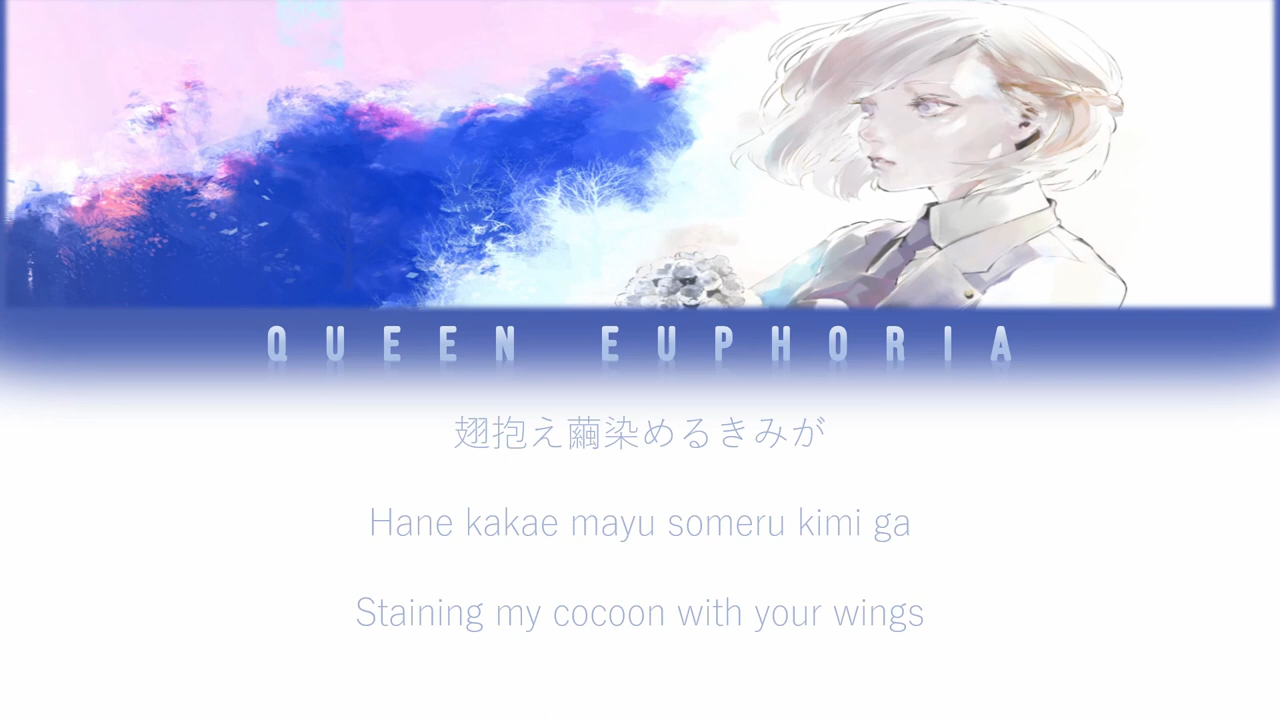 QUEEN EUPHORIA
翅抱え繭染めるきみが
Hane kakae mayu someru kimi ga
Staining my cocoon with your wings